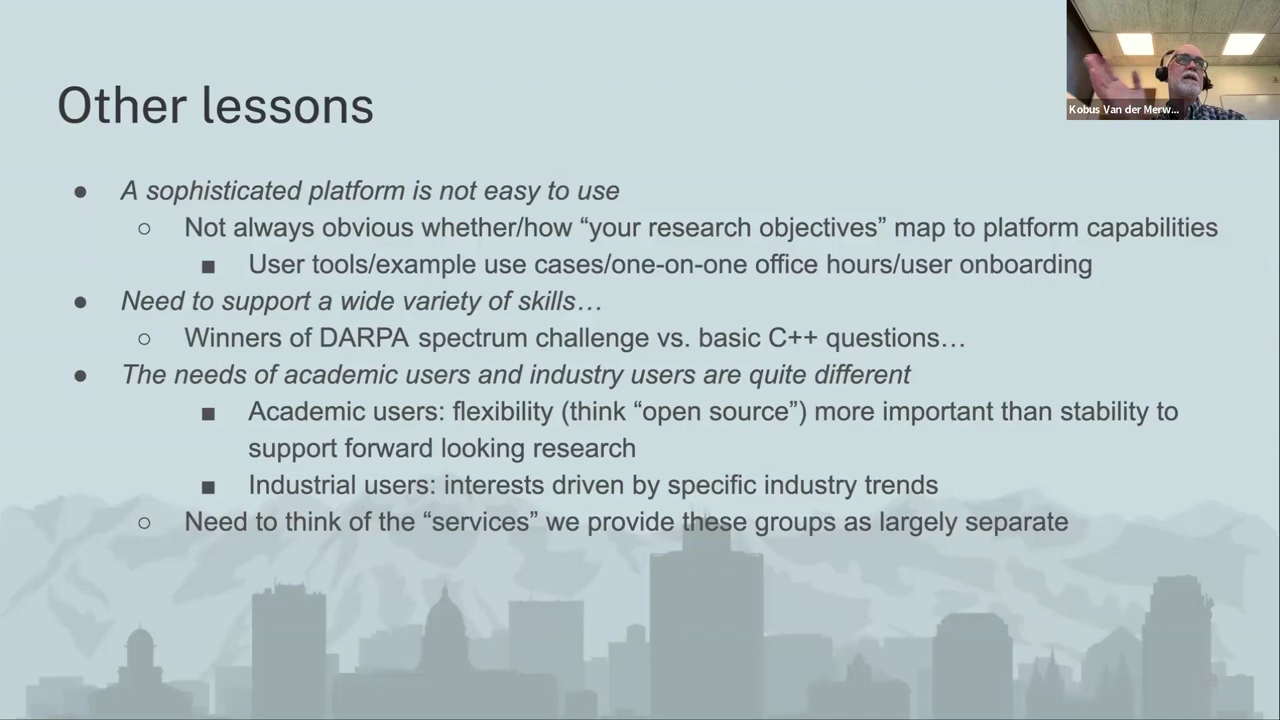 Kobus Van der Merw...
Other lessons
● A sophisticated platform is not easy to use
○ Not always obvious whether/how “your research objectives” map to platform capabilities
■ User tools/example use cases/one-on-one office hours/user onboarding
● Need to support a wide variety of skills…
○ Winners of DARPA spectrum challenge vs. basic C++ questions…
● The needs of academic users and industry users are quite different
■ Academic users: flexibility (think “open source”) more important than stability to
support forward looking research
■ Industrial users: interests driven by specific industry trends
○ Need to think of the “services” we provide these groups as largely separate